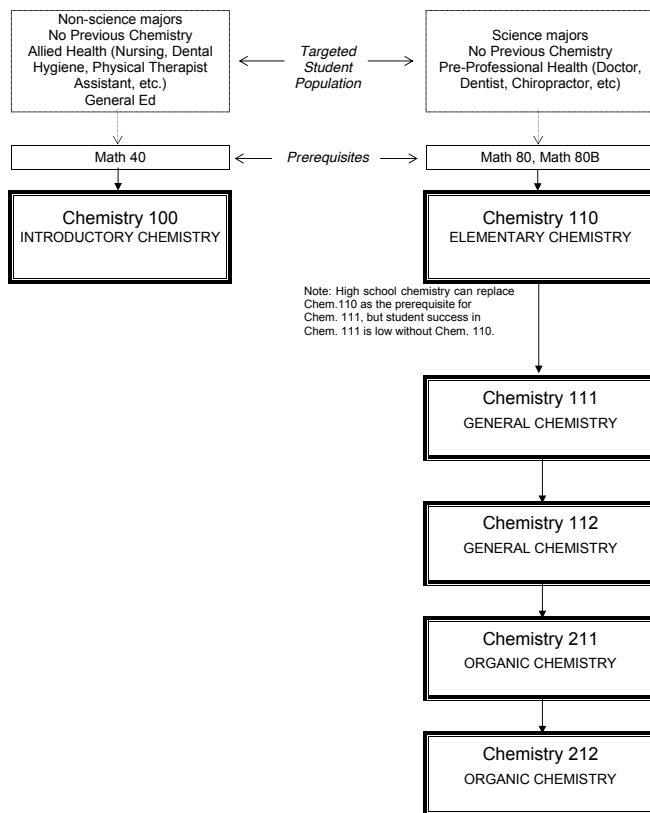 Non-science majors
No Previous Chemistry
Allied Health (Nursing, Dental
Hygiene, Physical Therapist
Assistant, etc.)
General Ed
Targeted
Student
Population
Science majors
No Previous Chemistry
Pre-Professional Health (Doctor,
Dentist, Chiropractor, etc)
Math 40
Prerequisites
Math 80, Math 80B
Chemistry 100
INTRODUCTORY CHEMISTRY
Chemistry 110
ELEMENTARY CHEMISTRY
Note: High school chemistry can replace
Chem.110 as the prerequisite for
Chem. 111, but student success in
Chem. 111 is low without Chem. 110.
Chemistry 111
GENERAL CHEMISTRY
Chemistry 112
GENERAL CHEMISTRY
Chemistry 211
ORGANIC CHEMISTRY
Chemistry 212
ORGANIC CHEMISTRY